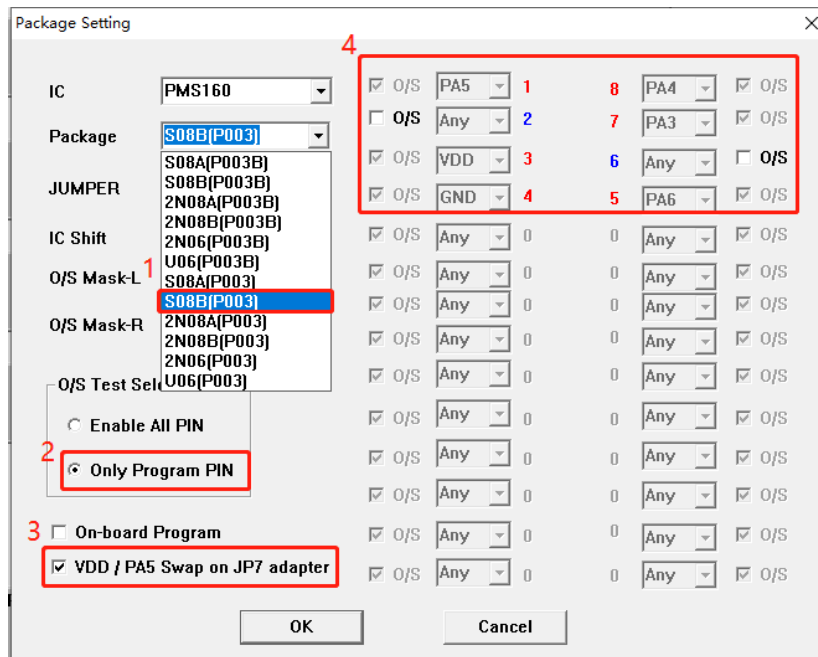 Package Setting
4
IC
PMS160
Package
S08B(P003)
S08A(P003B)
S08B(P003B)
2N08A(P003B)
2N08B(P003B)
2N06(P003B)
U06(P003B)
S08A(P003)
S08B(P003)
2N08A(P003)
2N08B(P003)
2N06(P003)
U06(P003)
JUMPER
IC Shift
O/S Mask-L
1
O/S Mask-R
O/S Test Sele
Enable All PIN
2
Only Program PIN
3
On-board Program
VDD / PA5 Swap on JP7 adapter
O/S PA5 1 8 PA4 O/S
O/S Any 2 7 PA3 O/S
O/S VDD 3 6 Any O/S
O/S GND 4 5 PA6 O/S
O/S Any 0 0 Any O/S
O/S Any 0 0 Any O/S
O/S Any 0 0 Any O/S
O/S Any 0 0 Any O/S
O/S Any 0 0 Any O/S
O/S Any 0 0 Any O/S
O/S Any 0 0 Any O/S
O/S Any 0 0 Any O/S
O/S Any 0 0 Any O/S
O/S Any 0 0 Any O/S
OK
Cancel